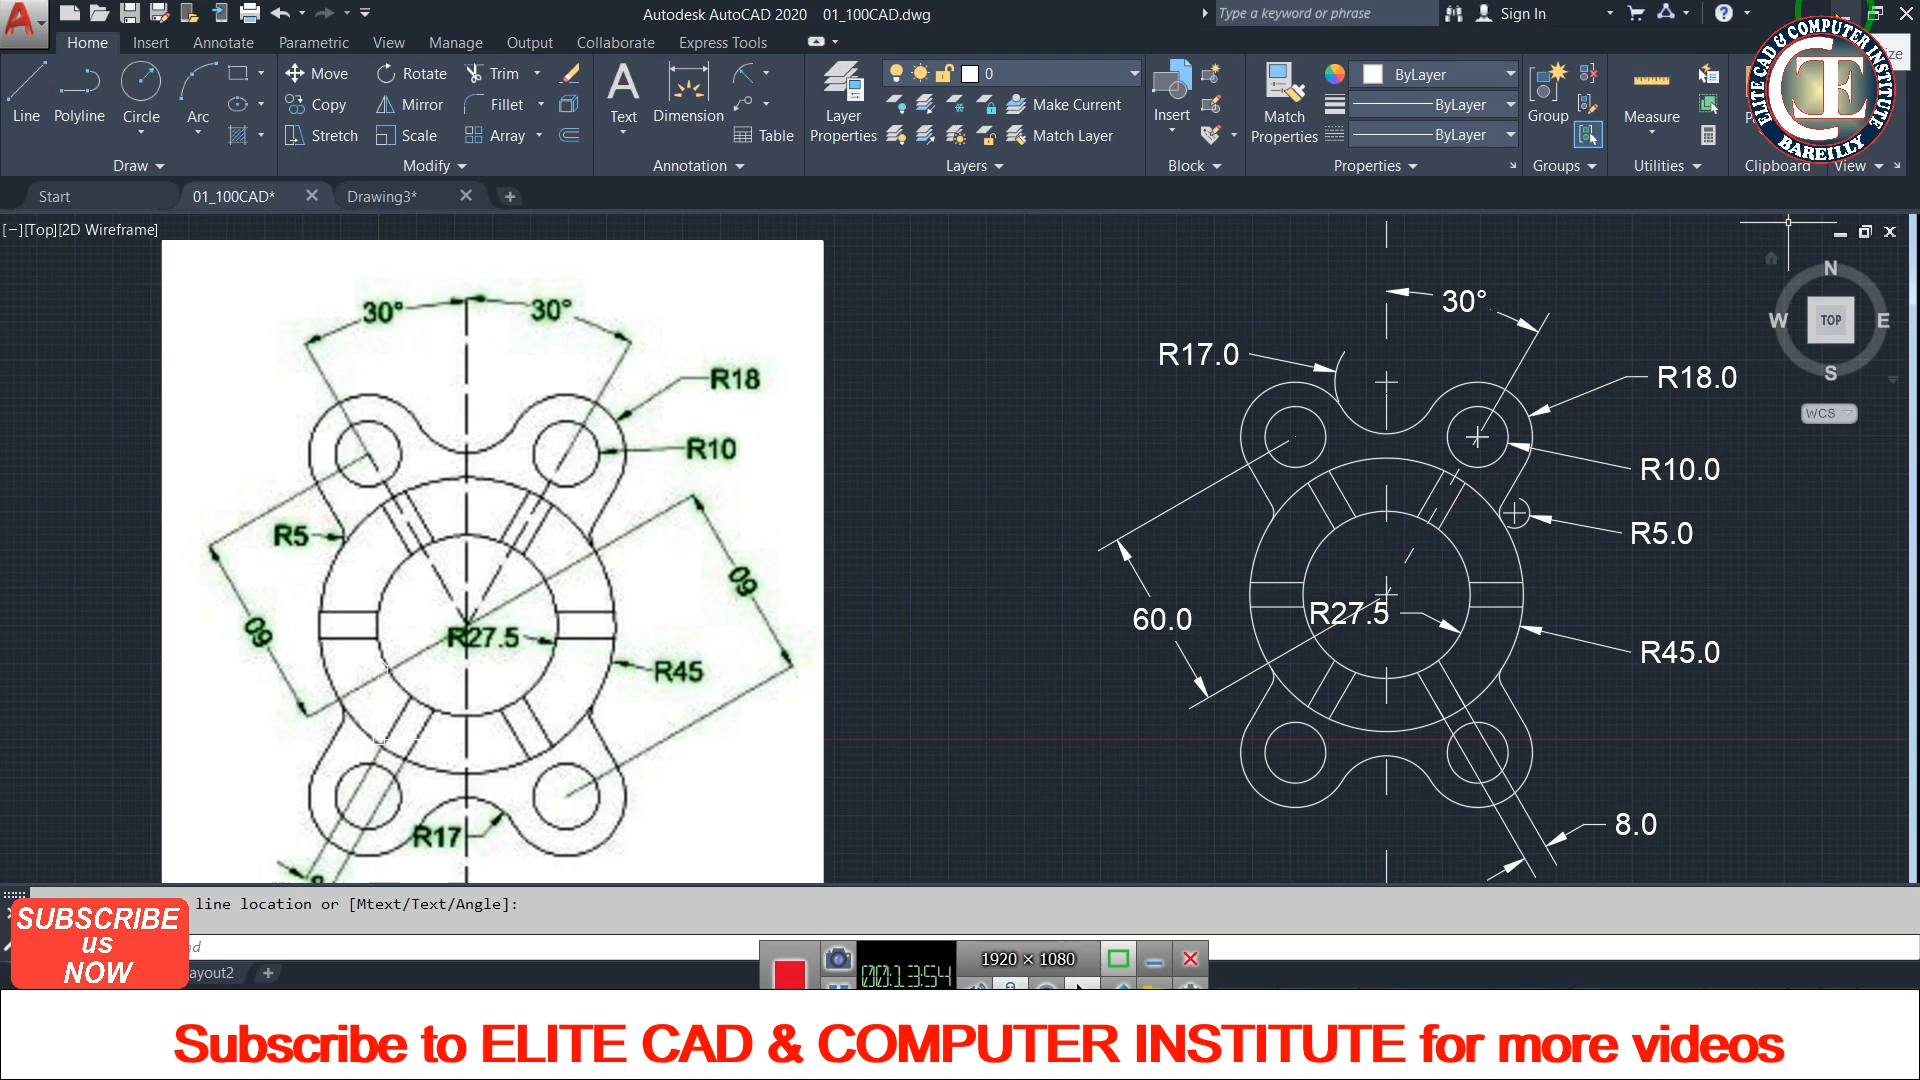 Autodesk AutoCAD 2020 01_100CAD.dwg
Type a keyword or phrase
Sign In
Home Insert Annotate Parametric View Manage Output Collaborate Express Tools
Line Polyline Circle Arc
Move Rotate Trim
Copy Mirror Fillet
Stretch Scale Array
Text Dimension Table
Layer Properties
0
Make Current
Match Layer
Insert
Match Properties
ByLayer
ByLayer
ByLayer
Group
Measure
Draw Modify Annotation Layers Block Properties Groups Utilities Clipboard View
ELITE CAD & COMPUTER INSTITUTE
BAREILLY
Start 01_100CAD* Drawing3*
[−][Top][2D Wireframe]
N
W TOP E
S
WCS
30° 30°
R18
R10
R5
60
60
R27.5
R45
R17
30°
R17.0
R18.0
R10.0
R5.0
60.0
R27.5
R45.0
8.0
line location or [Mtext/Text/Angle]:
SUBSCRIBE
us
NOW
1920 × 1080
00:13:54
Subscribe to ELITE CAD & COMPUTER INSTITUTE for more videos